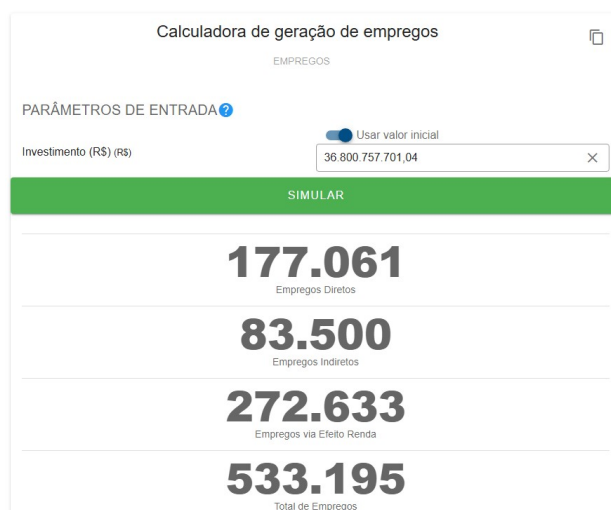 Calculadora de geração de empregos
EMPREGOS
PARÂMETROS DE ENTRADA
Usar valor inicial
Investimento (R$) (R$)
36.800.757.701,04
SIMULAR
177.061
Empregos Diretos
83.500
Empregos Indiretos
272.633
Empregos via Efeito Renda
533.195
Total de Empregos